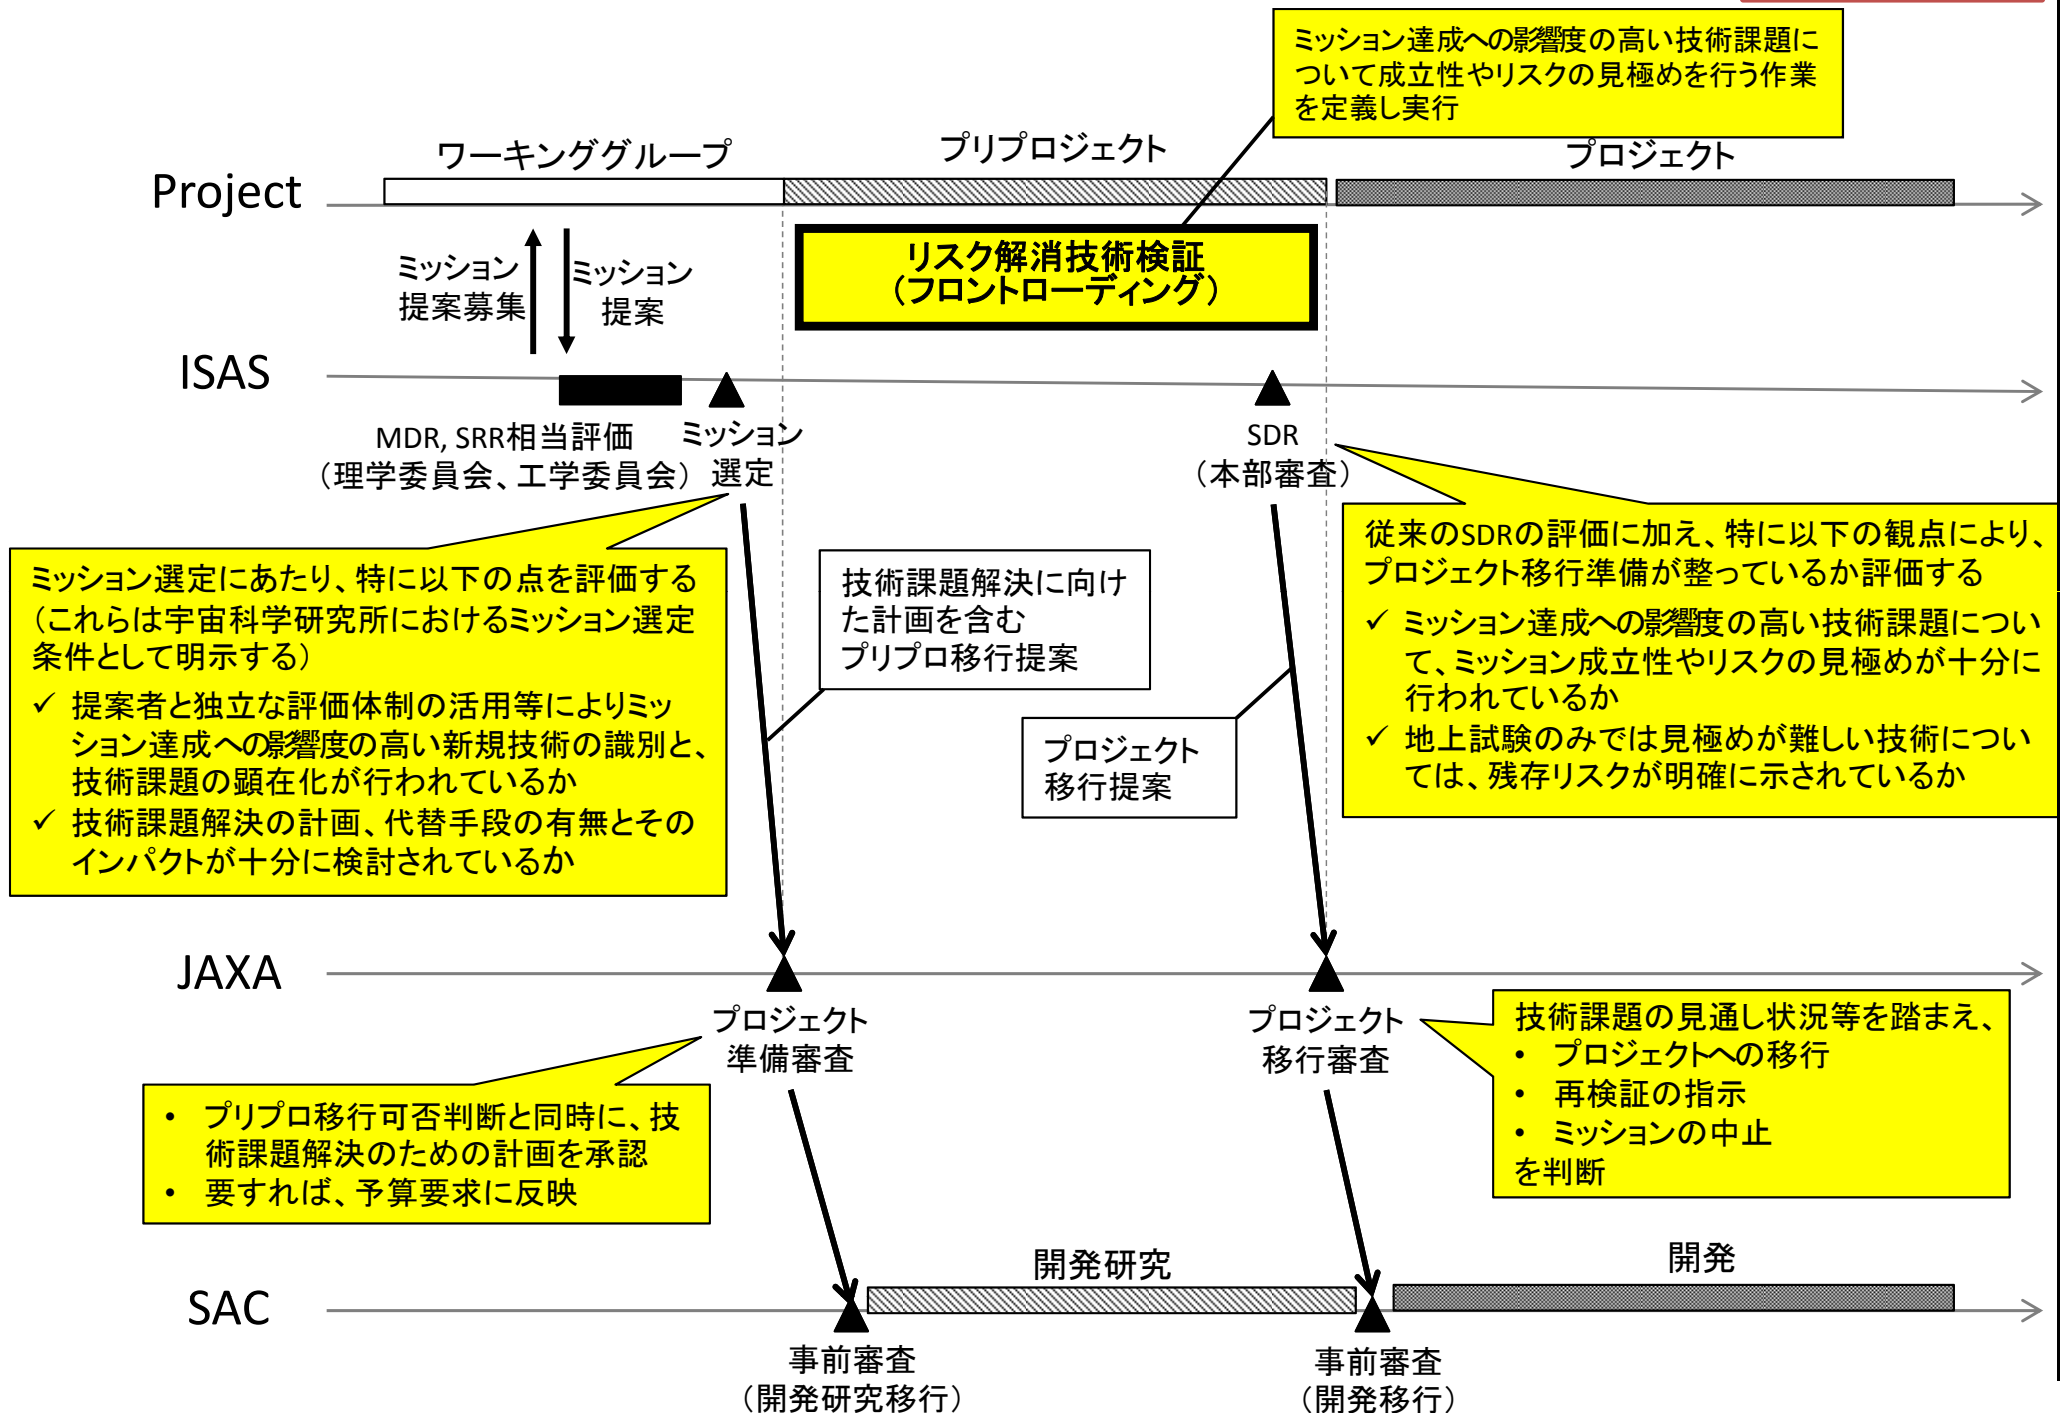 ミッション達成への影響度の高い技術課題に
ついて成立性やリスクの見極めを行う作業
を定義し実行
ワーキンググループ
プリプロジェクト
プロジェクト
Project
リスク解消技術検証
（フロントローディング）
ミッション
提案募集
ミッション
提案
ISAS
MDR, SRR相当評価
（理学委員会、工学委員会）
ミッション
選定
SDR
（本部審査）
ミッション選定にあたり、特に以下の点を評価する
（これらは宇宙科学研究所におけるミッション選定
条件として明示する）
✓ 提案者と独立な評価体制の活用等によりミッ
ション達成への影響度の高い新規技術の識別と、
技術課題の顕在化が行われているか
✓ 技術課題解決の計画、代替手段の有無とその
インパクトが十分に検討されているか
技術課題解決に向け
た計画を含む
プリプロ移行提案
プロジェクト
移行提案
従来のSDRの評価に加え、特に以下の観点により、
プロジェクト移行準備が整っているか評価する
✓ ミッション達成への影響度の高い技術課題につい
て、ミッション成立性やリスクの見極めが十分に
行われているか
✓ 地上試験のみでは見極めが難しい技術につい
ては、残存リスクが明確に示されているか
JAXA
プロジェクト
準備審査
プロジェクト
移行審査
技術課題の見通し状況等を踏まえ、
• プロジェクトへの移行
• 再検証の指示
• ミッションの中止
を判断
• プリプロ移行可否判断と同時に、技
術課題解決のための計画を承認
• 要すれば、予算要求に反映
開発研究
開発
SAC
事前審査
（開発研究移行）
事前審査
（開発移行）